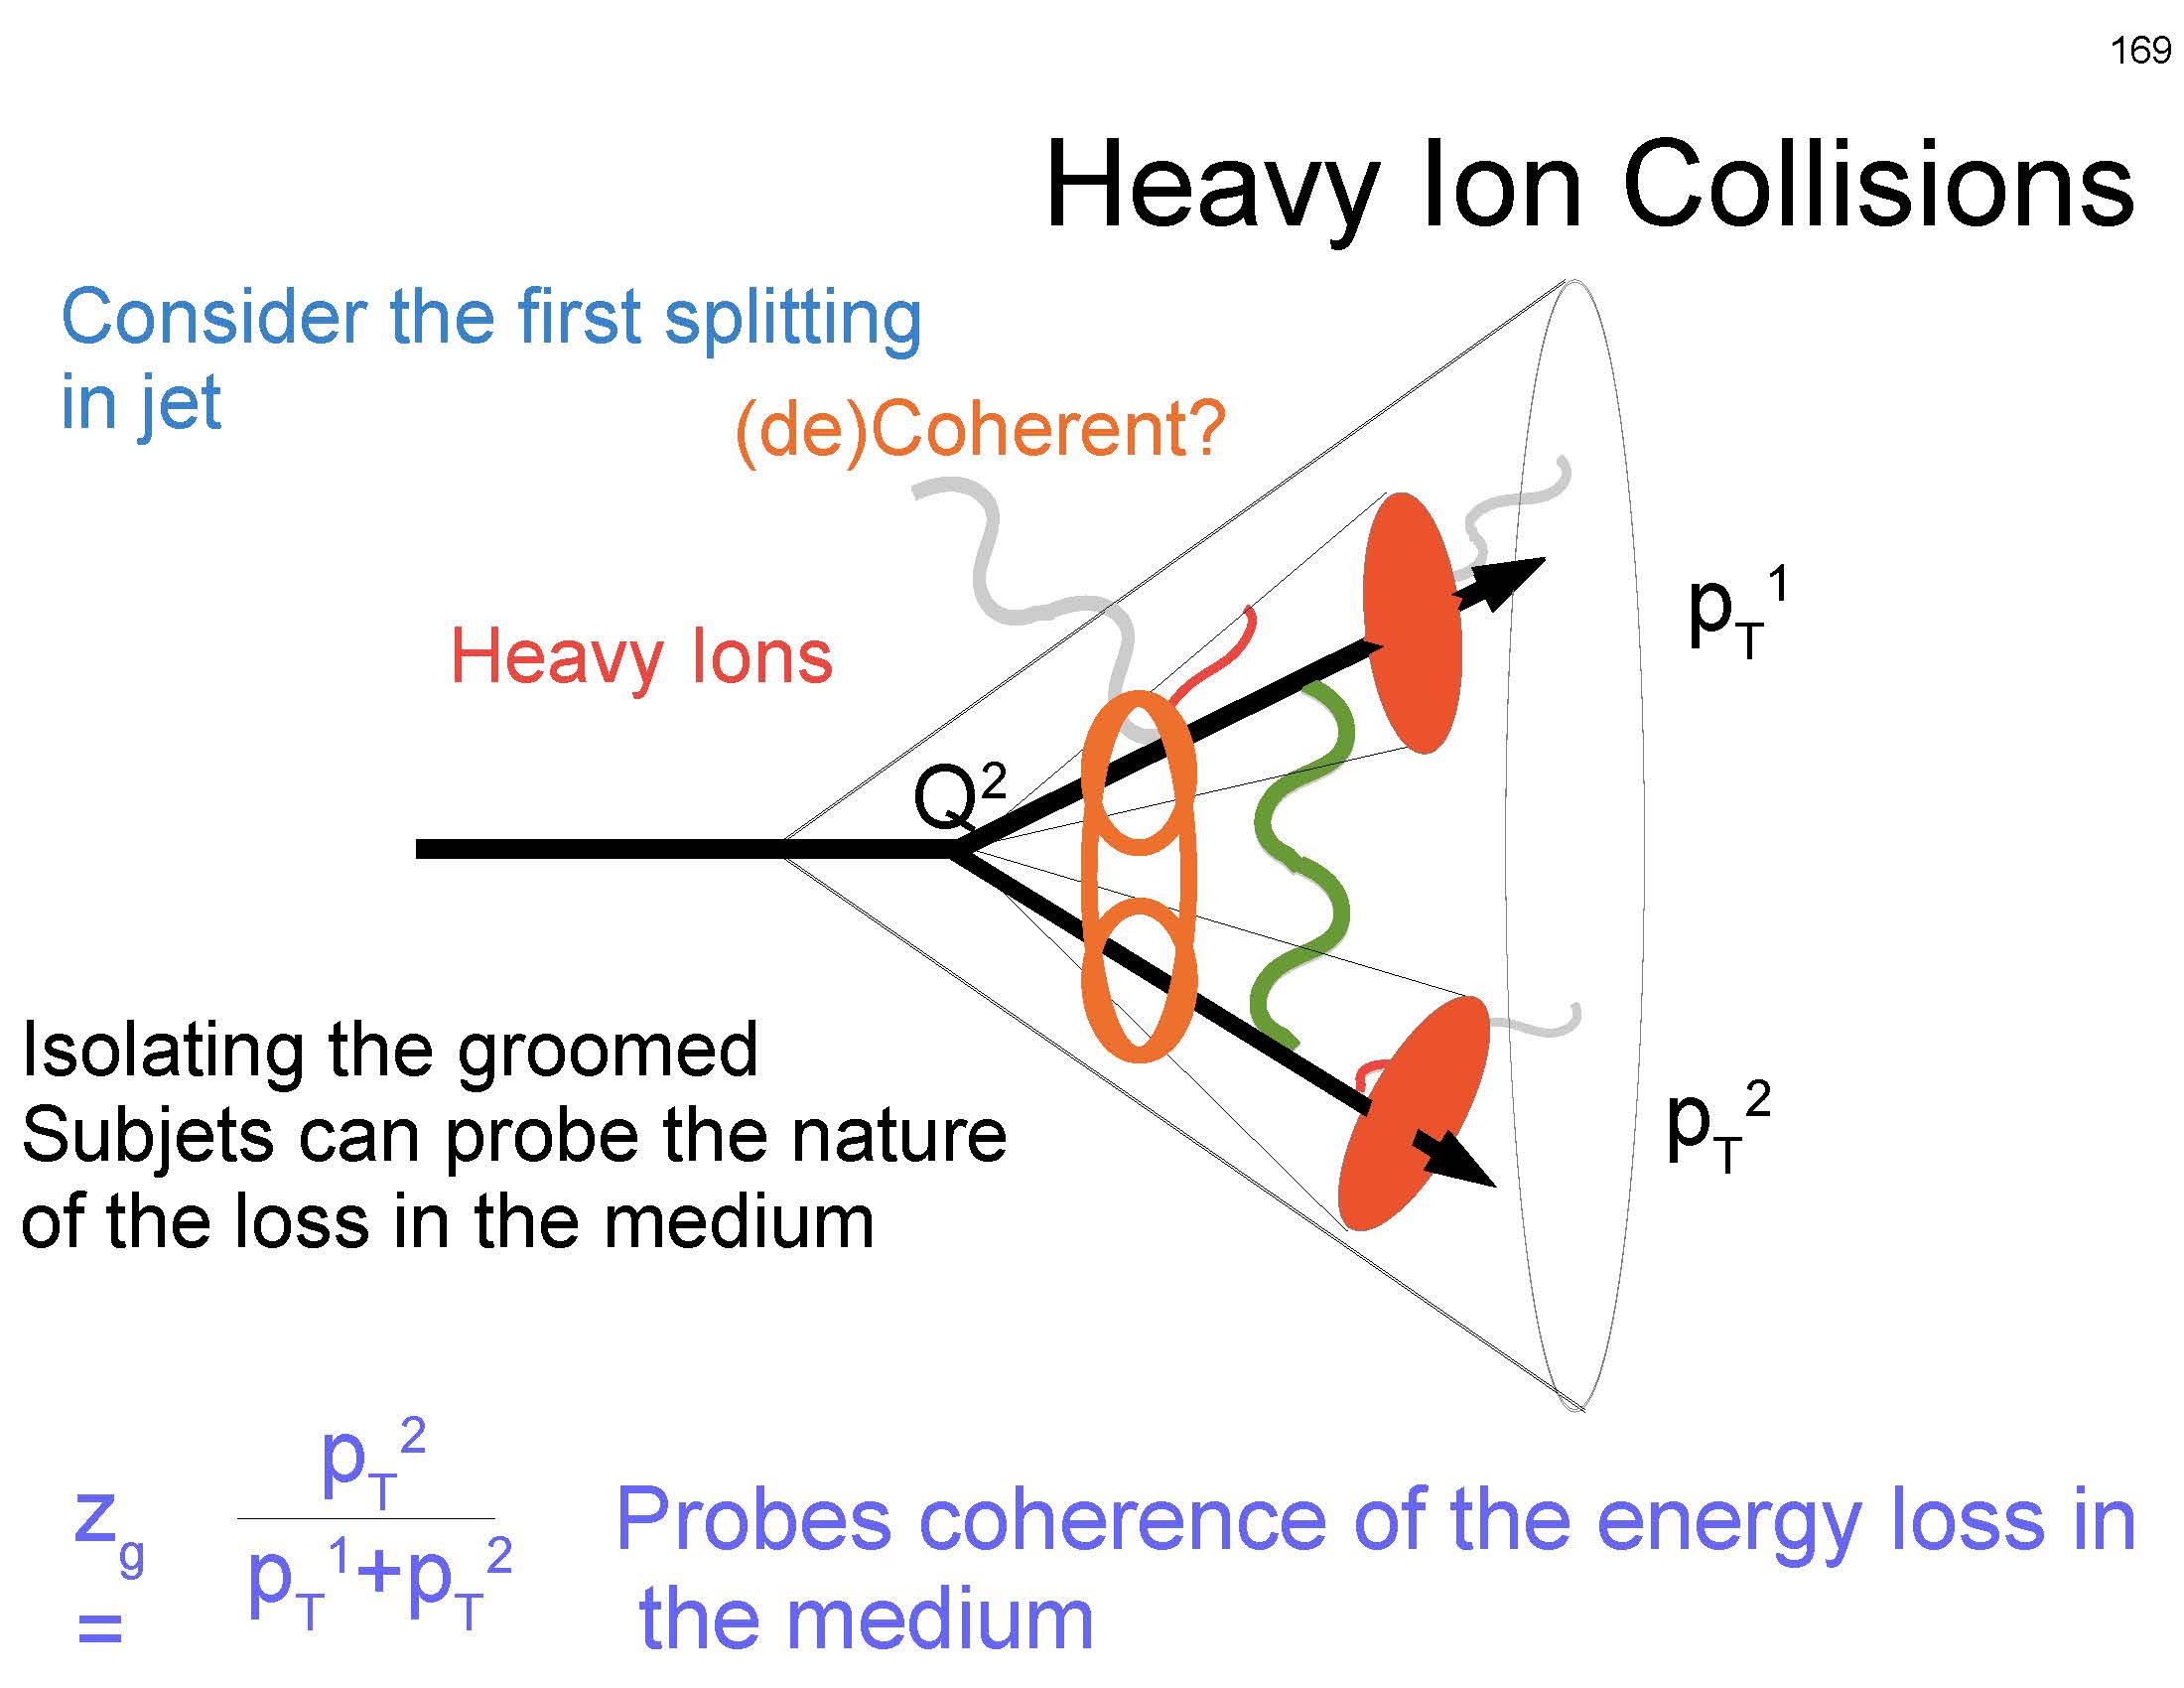 169
Heavy Ion Collisions
Consider the first splitting
in jet
(de)Coherent?
Heavy Ions
p_T^1
Q^2
Isolating the groomed
Subjets can probe the nature
of the loss in the medium
p_T^2
z_g
=
p_T^2
p_T^1+p_T^2
Probes coherence of the energy loss in
the medium